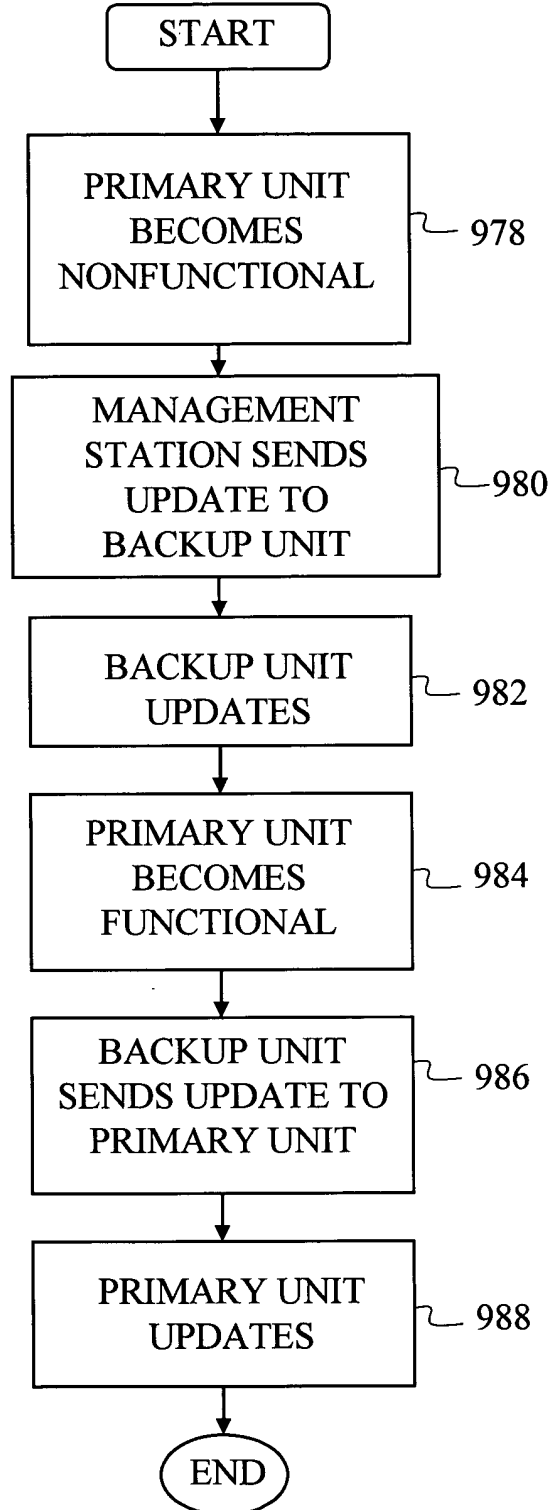 START
PRIMARY UNIT
BECOMES
NONFUNCTIONAL
978
MANAGEMENT
STATION SENDS
UPDATE TO
BACKUP UNIT
980
BACKUP UNIT
UPDATES
982
PRIMARY UNIT
BECOMES
FUNCTIONAL
984
BACKUP UNIT
SENDS UPDATE TO
PRIMARY UNIT
986
PRIMARY UNIT
UPDATES
988
END